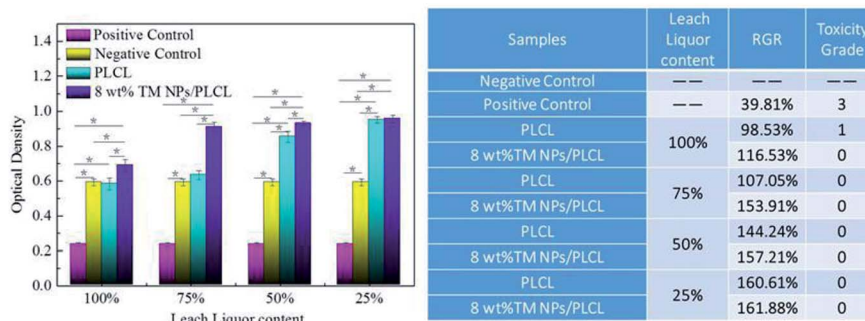 1.4
1.2
1.0
0.8
0.6
0.4
0.2
0.0
Optical Density
Positive Control
Negative Control
PLCL
8 wt% TM NPs/PLCL
* * * * *
* * * *
* * * * *
* * * * *
100% 75% 50% 25%
Leach Liquor content
Samples Leach Liquor content RGR Toxicity Grade
Negative Control —— —— ——
Positive Control —— 39.81% 3
PLCL 100% 98.53% 1
8 wt%TM NPs/PLCL 116.53% 0
PLCL 75% 107.05% 0
8 wt%TM NPs/PLCL 153.91% 0
PLCL 50% 144.24% 0
8 wt%TM NPs/PLCL 157.21% 0
PLCL 25% 160.61% 0
8 wt%TM NPs/PLCL 161.88% 0